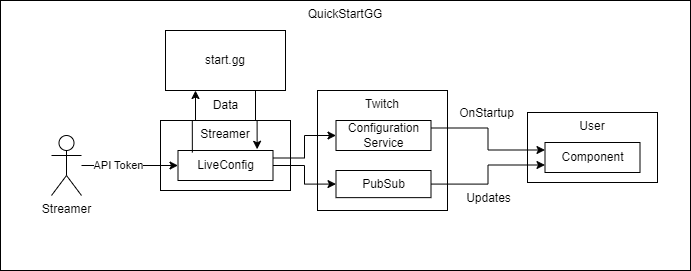 QuickStartGG
start.gg
Data
Twitch
OnStartup
Streamer
Configuration
Service
User
API Token
LiveConfig
Component
PubSub
Streamer
Updates